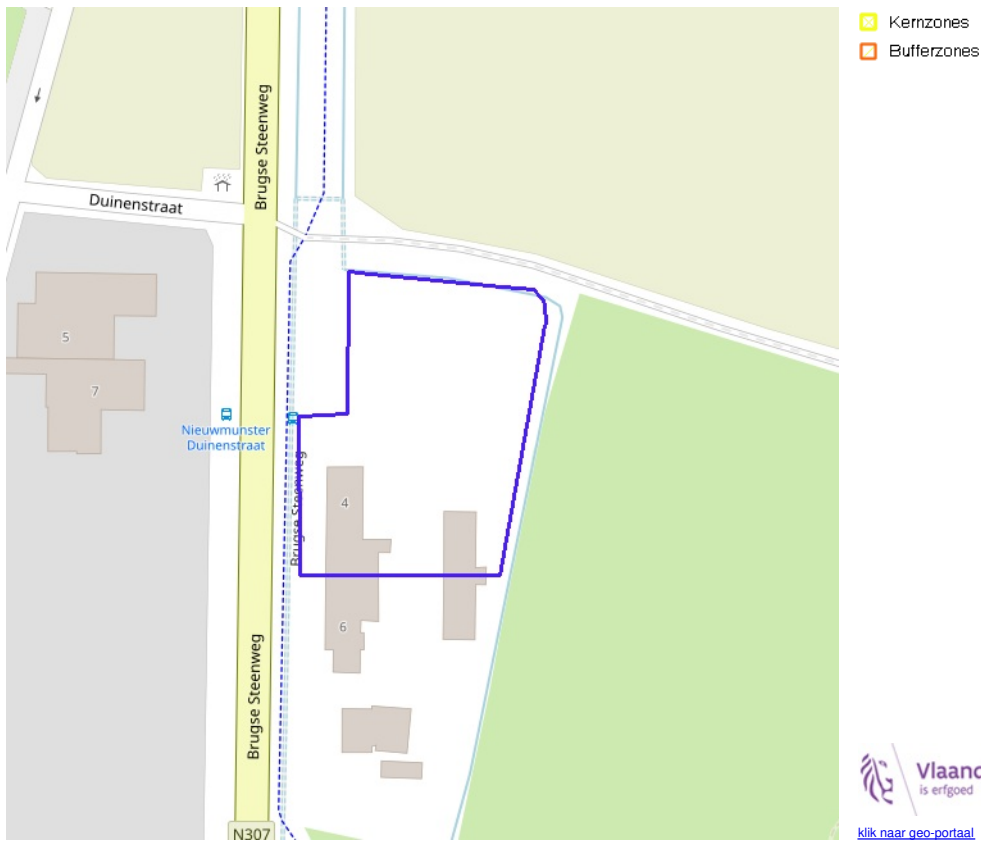 Kernzones
Bufferzones
Brugse Steenweg
Duinenstraat
5
7
Nieuwmunster
Duinenstraat
Brugse Steenweg
4
6
Brugse Steenweg
N307
Vlaand
is erfgoed
klik naar geo-portaal